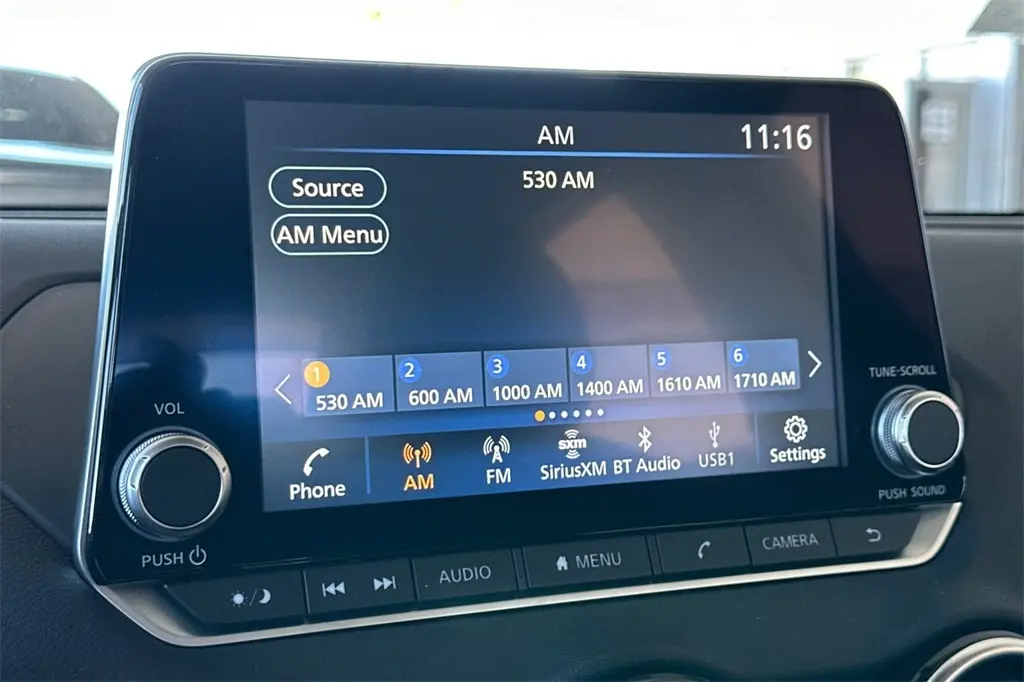 AM
11:16
530 AM
Source
AM Menu
1 2 3 4 5 6
530 AM 600 AM 1000 AM 1400 AM 1610 AM 1710 AM
TUNE·SCROLL
VOL
sxm
Phone AM FM SiriusXM BT Audio USB1 Settings
PUSH SOUND
PUSH
AUDIO MENU CAMERA